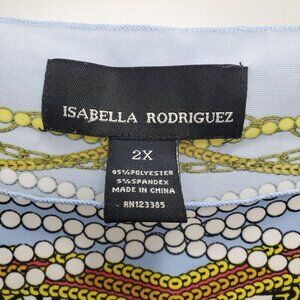 ISABELLA RODRIGUEZ
2X
95%POLYESTER
5%SPANDEX
MADE IN CHINA
RN123385